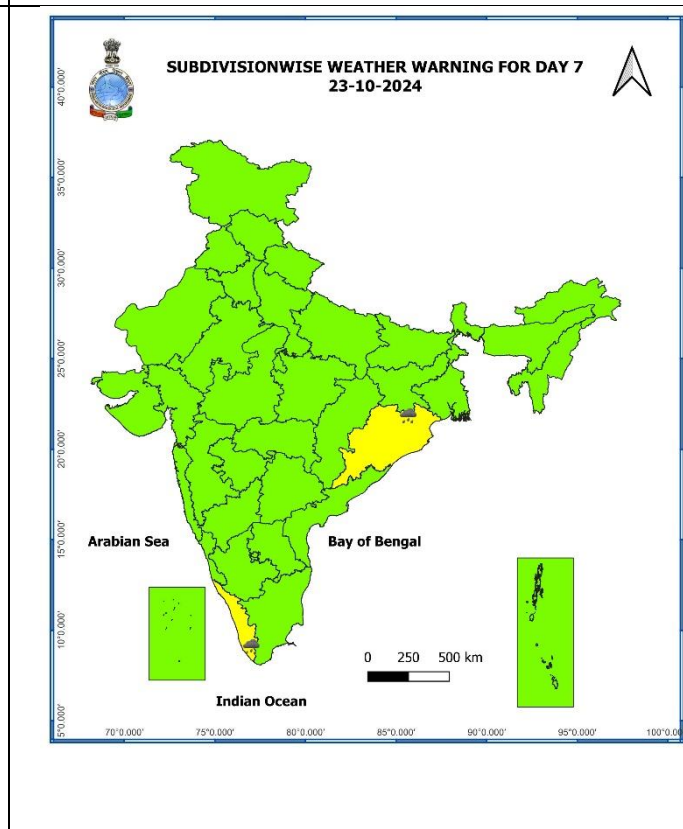 SUBDIVISIONWISE WEATHER WARNING FOR DAY 7
23-10-2024
40°0.000'
35°0.000'
30°0.000'
25°0.000'
20°0.000'
15°0.000'
10°0.000'
5°0.000'
Arabian Sea
Bay of Bengal
0 250 500 km
Indian Ocean
70°0.000' 75°0.000' 80°0.000' 85°0.000' 90°0.000' 95°0.000' 100°0.0